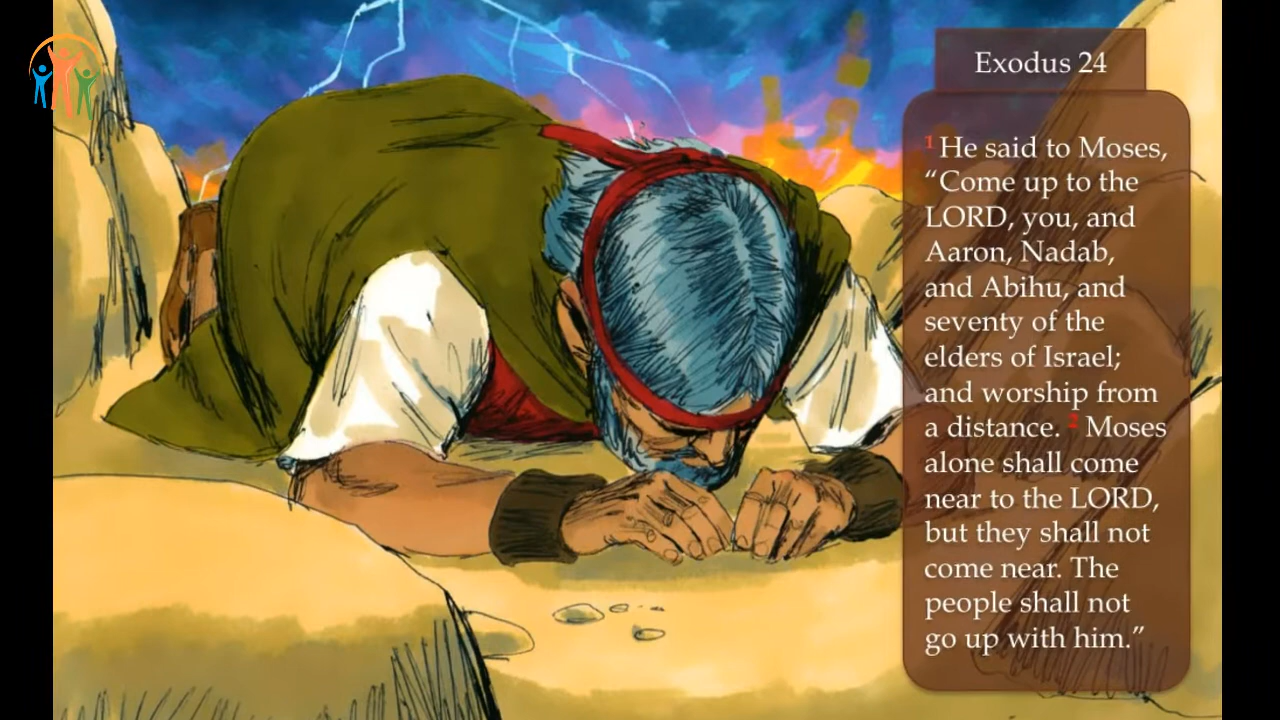 Exodus 24
1 He said to Moses,
“Come up to the
LORD, you, and
Aaron, Nadab,
and Abihu, and
seventy of the
elders of Israel;
and worship from
a distance. 2 Moses
alone shall come
near to the LORD,
but they shall not
come near. The
people shall not
go up with him.”